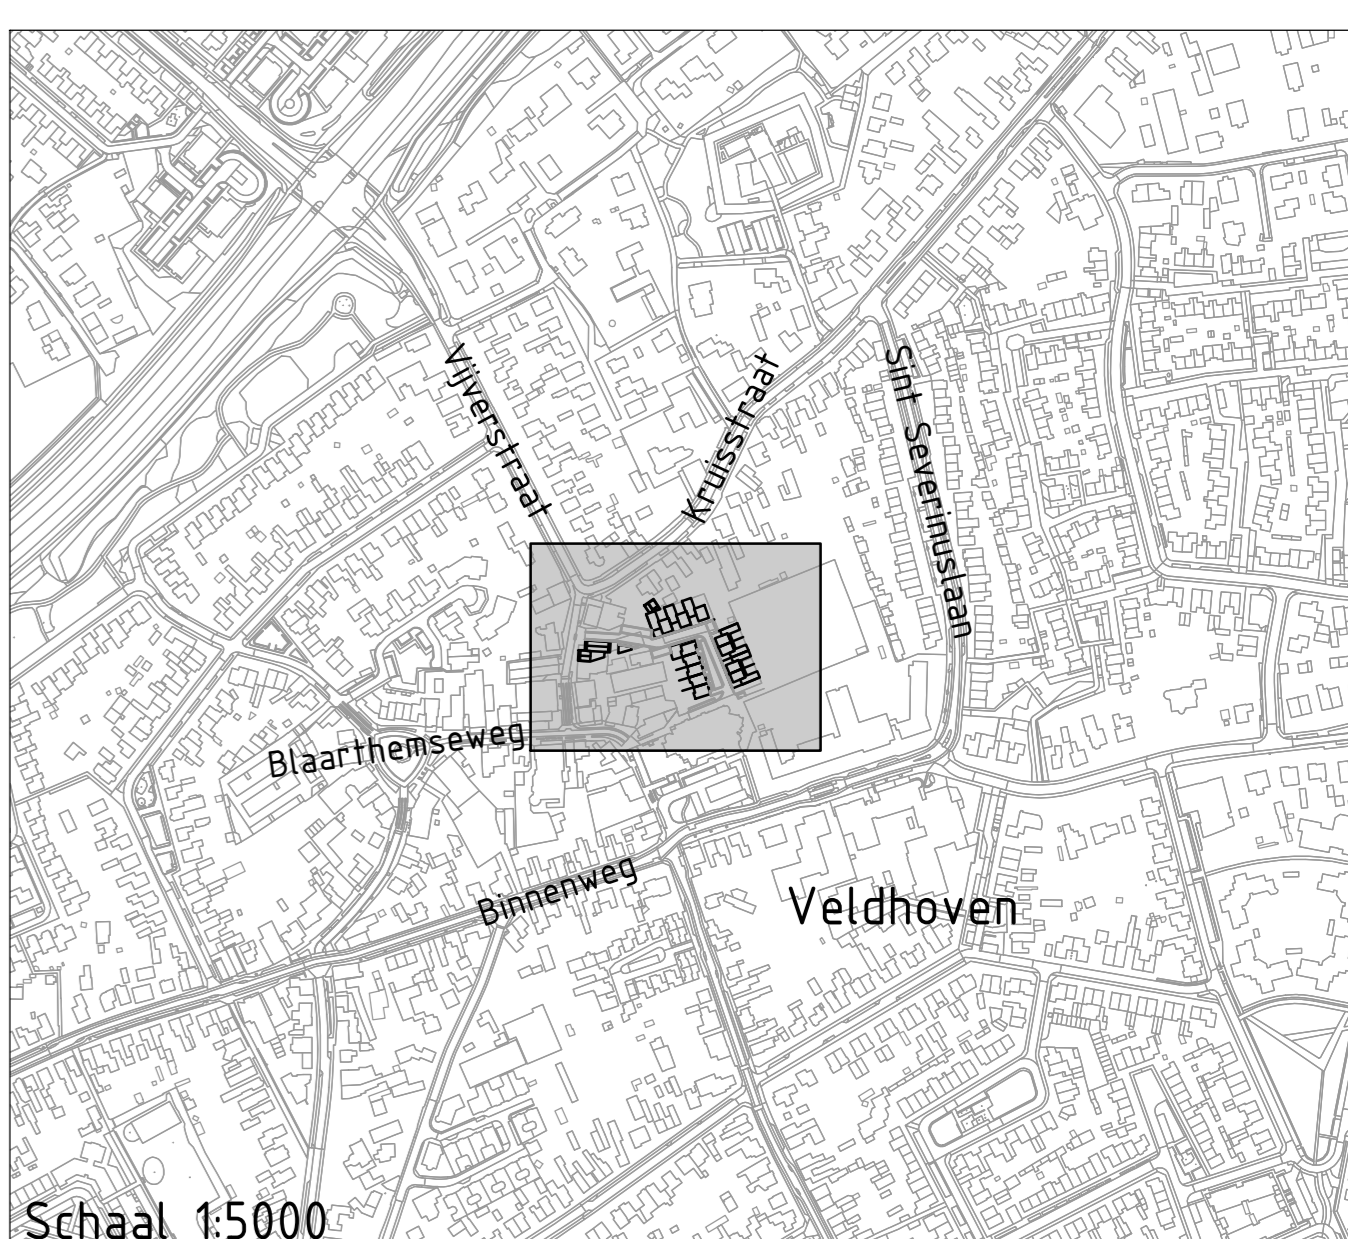 Vijverstraat
Kruisstraat
Sint Severinuslaan
Blaarthemseweg
Binnenweg
Veldhoven
Schaal 1:5000